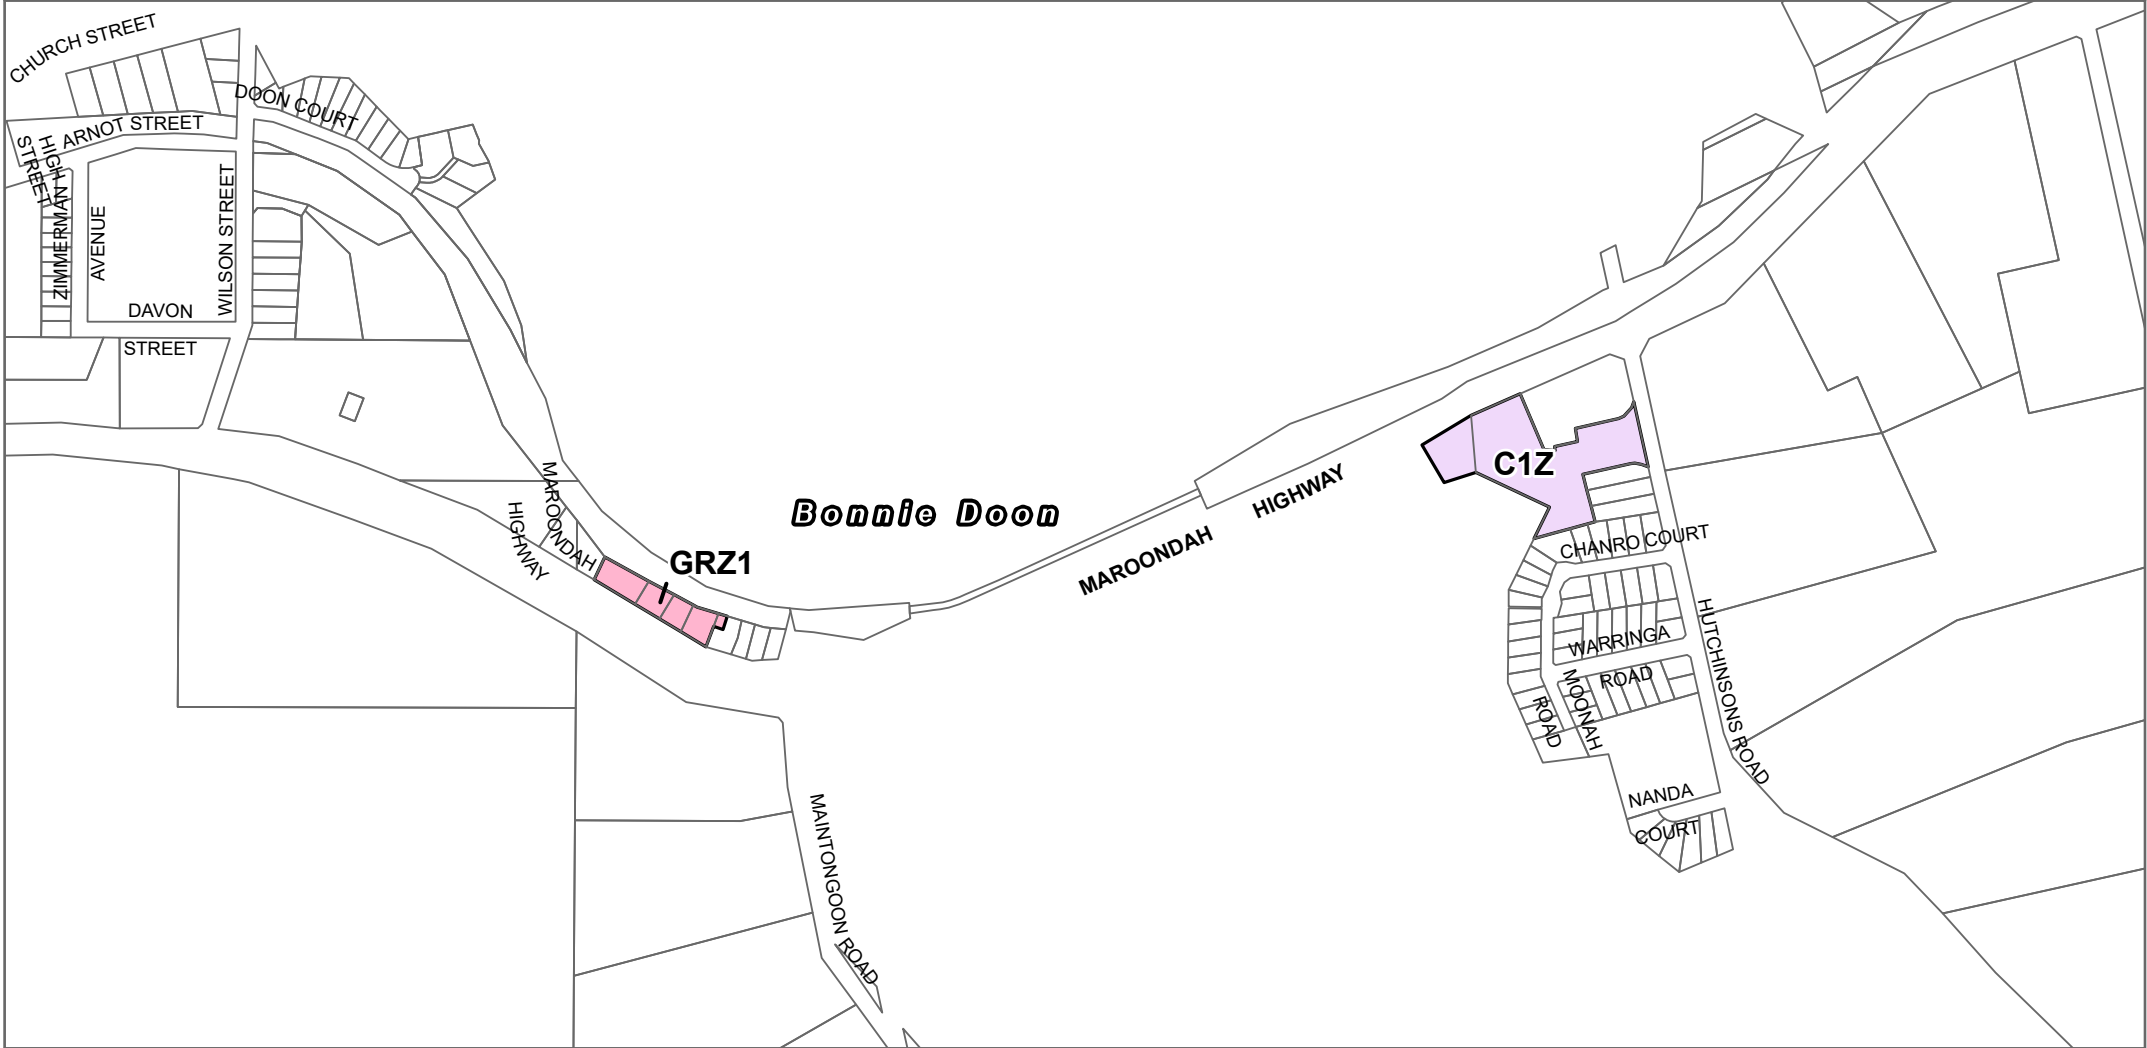 CHURCH STREET
DOON COURT
ARNOT STREET
HIGH
STREET
ZIMMERMAN
AVENUE
WILSON STREET
DAVON
STREET
MAROONDAH
HIGHWAY
GRZ1
Bonnie Doon
MAROONDAH
HIGHWAY
C1Z
CHANRO COURT
WARRINGA
ROAD
MOONAH
ROAD
HUTCHINSONS ROAD
NANDA
COURT
MAINTONGOON ROAD